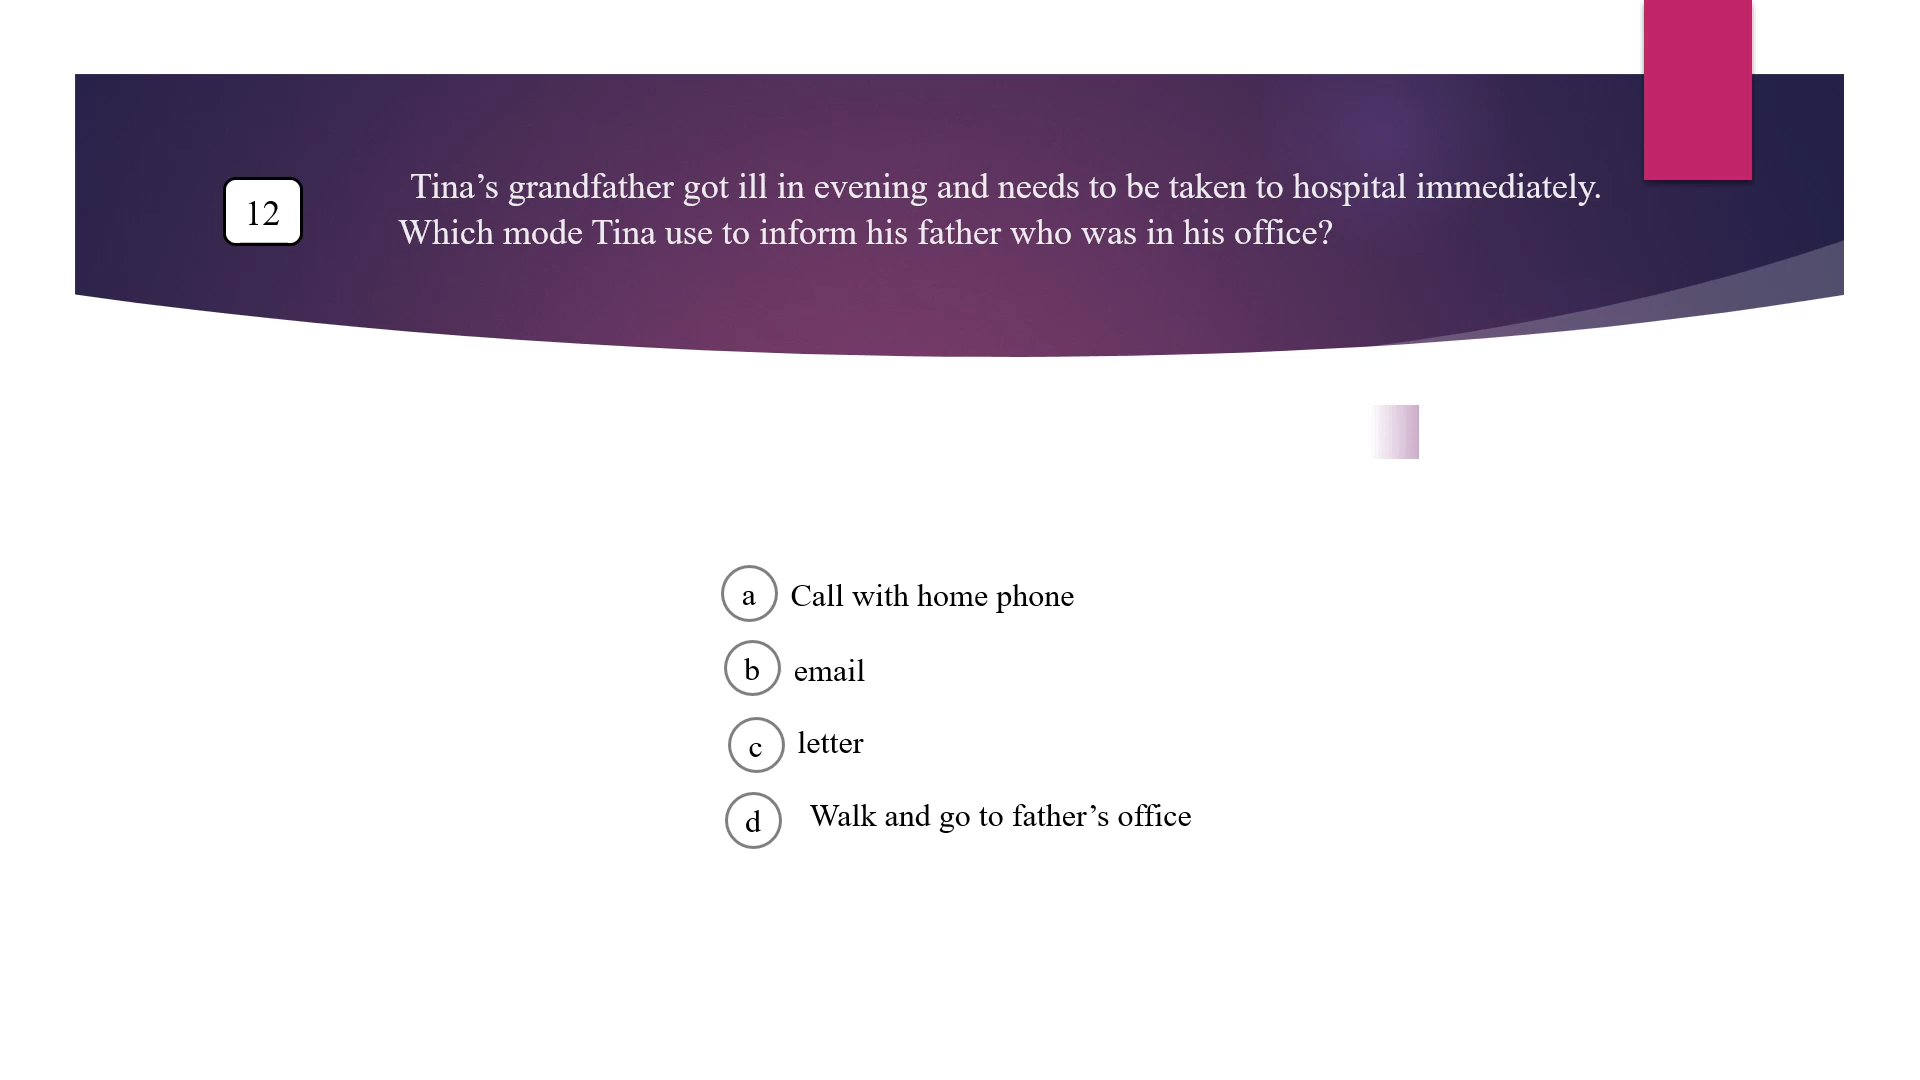 12
Tina’s grandfather got ill in evening and needs to be taken to hospital immediately.
Which mode Tina use to inform his father who was in his office?
a Call with home phone
b email
c letter
d Walk and go to father’s office